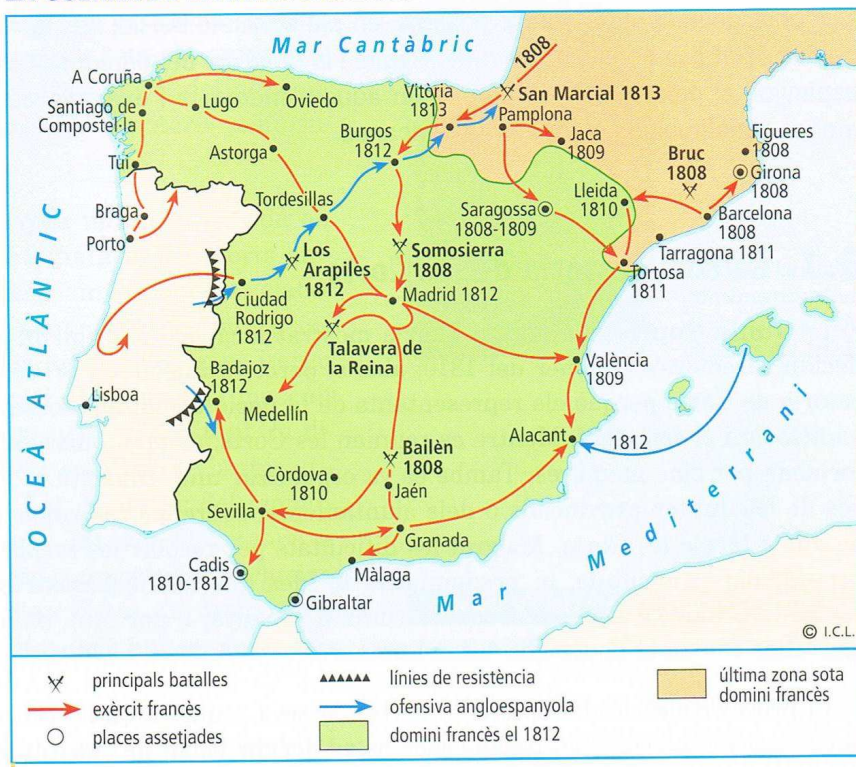 Mar Cantàbric
1808
A Coruña
Santiago de
Compostel·la
Lugo
Oviedo
Vitòria
1813
San Marcial 1813
Pamplona
Jaca
1809
Figueres
1808
Bruc
1808
Girona
1808
Burgos
1812
Astorga
Tui
Tordesillas
Lleida
1810
Saragossa
1808-1809
Barcelona
1808
Braga
Porto
Tarragona 1811
Tortosa
1811
Los
Arapiles
1812
Somosierra
1808
Ciudad
Rodrigo
1812
Madrid 1812
OCEÀ ATLÀNTIC
Talavera de
la Reina
València
1809
Badajoz
1812
Lisboa
Medellín
Alacant
1812
Bailèn
1808
Còrdova
1810
Jaén
Sevilla
Granada
Cadis
1810-1812
Màlaga
Gibraltar
Mar Mediterrani
© I.C.L.
principals batalles
exèrcit francès
places assetjades
línies de resistència
ofensiva angloespanyola
domini francès el 1812
última zona sota
domini francès